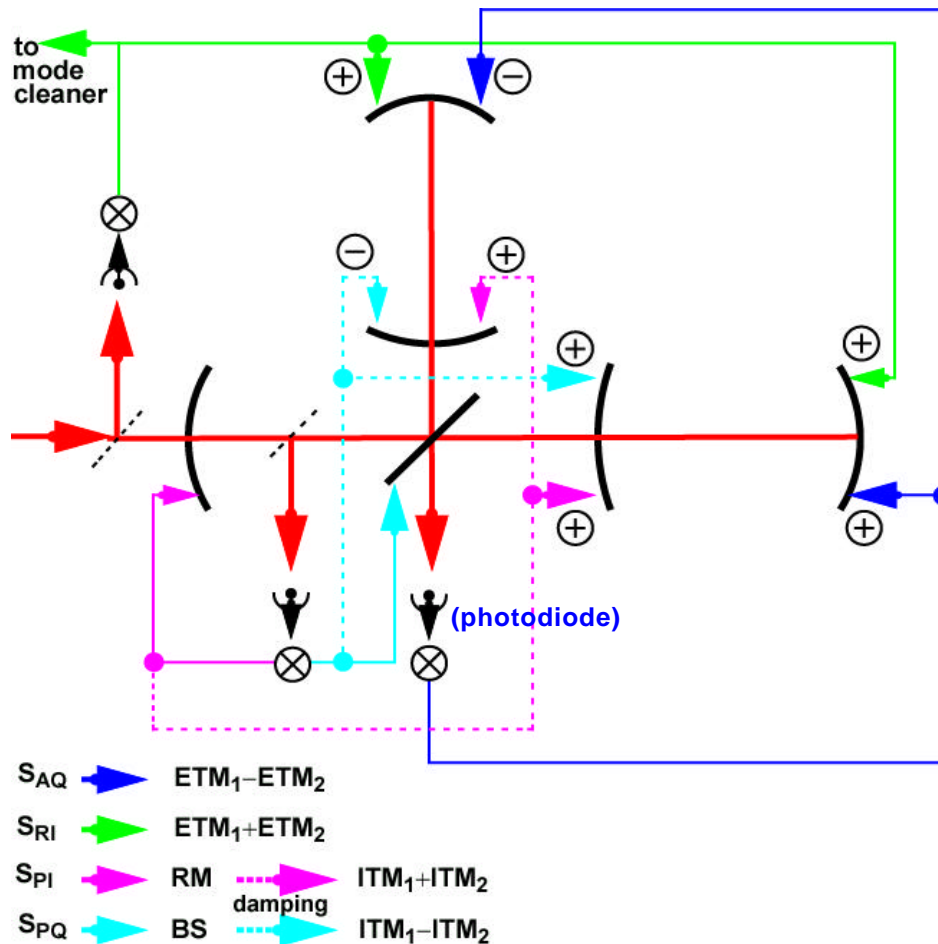 to
mode
cleaner
+
−
−
+
+
+
+
+
(photodiode)
S_AQ ETM₁−ETM₂
S_RI ETM₁+ETM₂
S_PI RM ITM₁+ITM₂
damping
S_PQ BS ITM₁−ITM₂